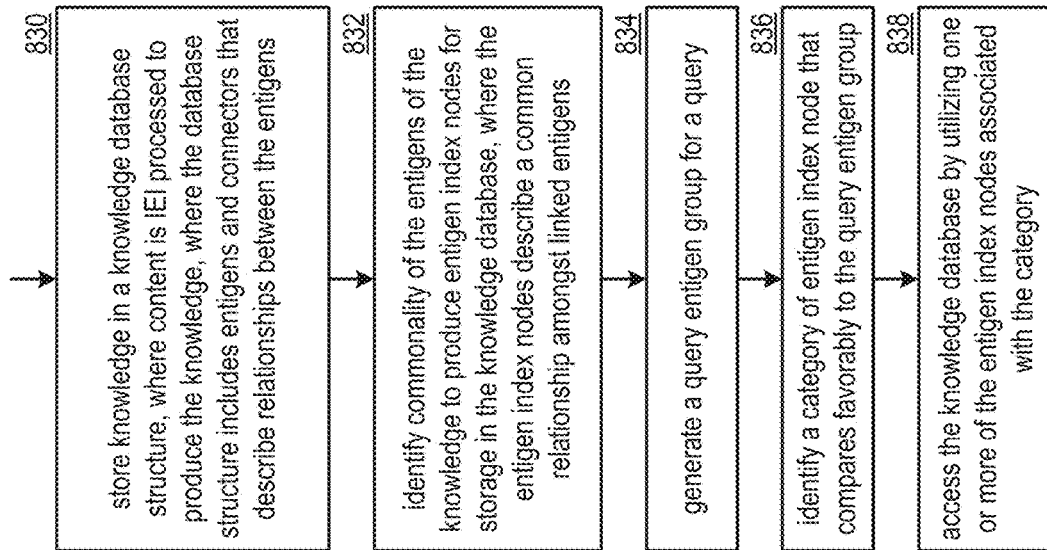 830
store knowledge in a knowledge database
structure, where content is IEI processed to
produce the knowledge, where the database
structure includes entigens and connectors that
describe relationships between the entigens
832
identify commonality of the entigens of the
knowledge to produce entigen index nodes for
storage in the knowledge database, where the
entigen index nodes describe a common
relationship amongst linked entigens
834
generate a query entigen group for a query
836
identify a category of entigen index node that
compares favorably to the query entigen group
838
access the knowledge database by utilizing one
or more of the entigen index nodes associated
with the category